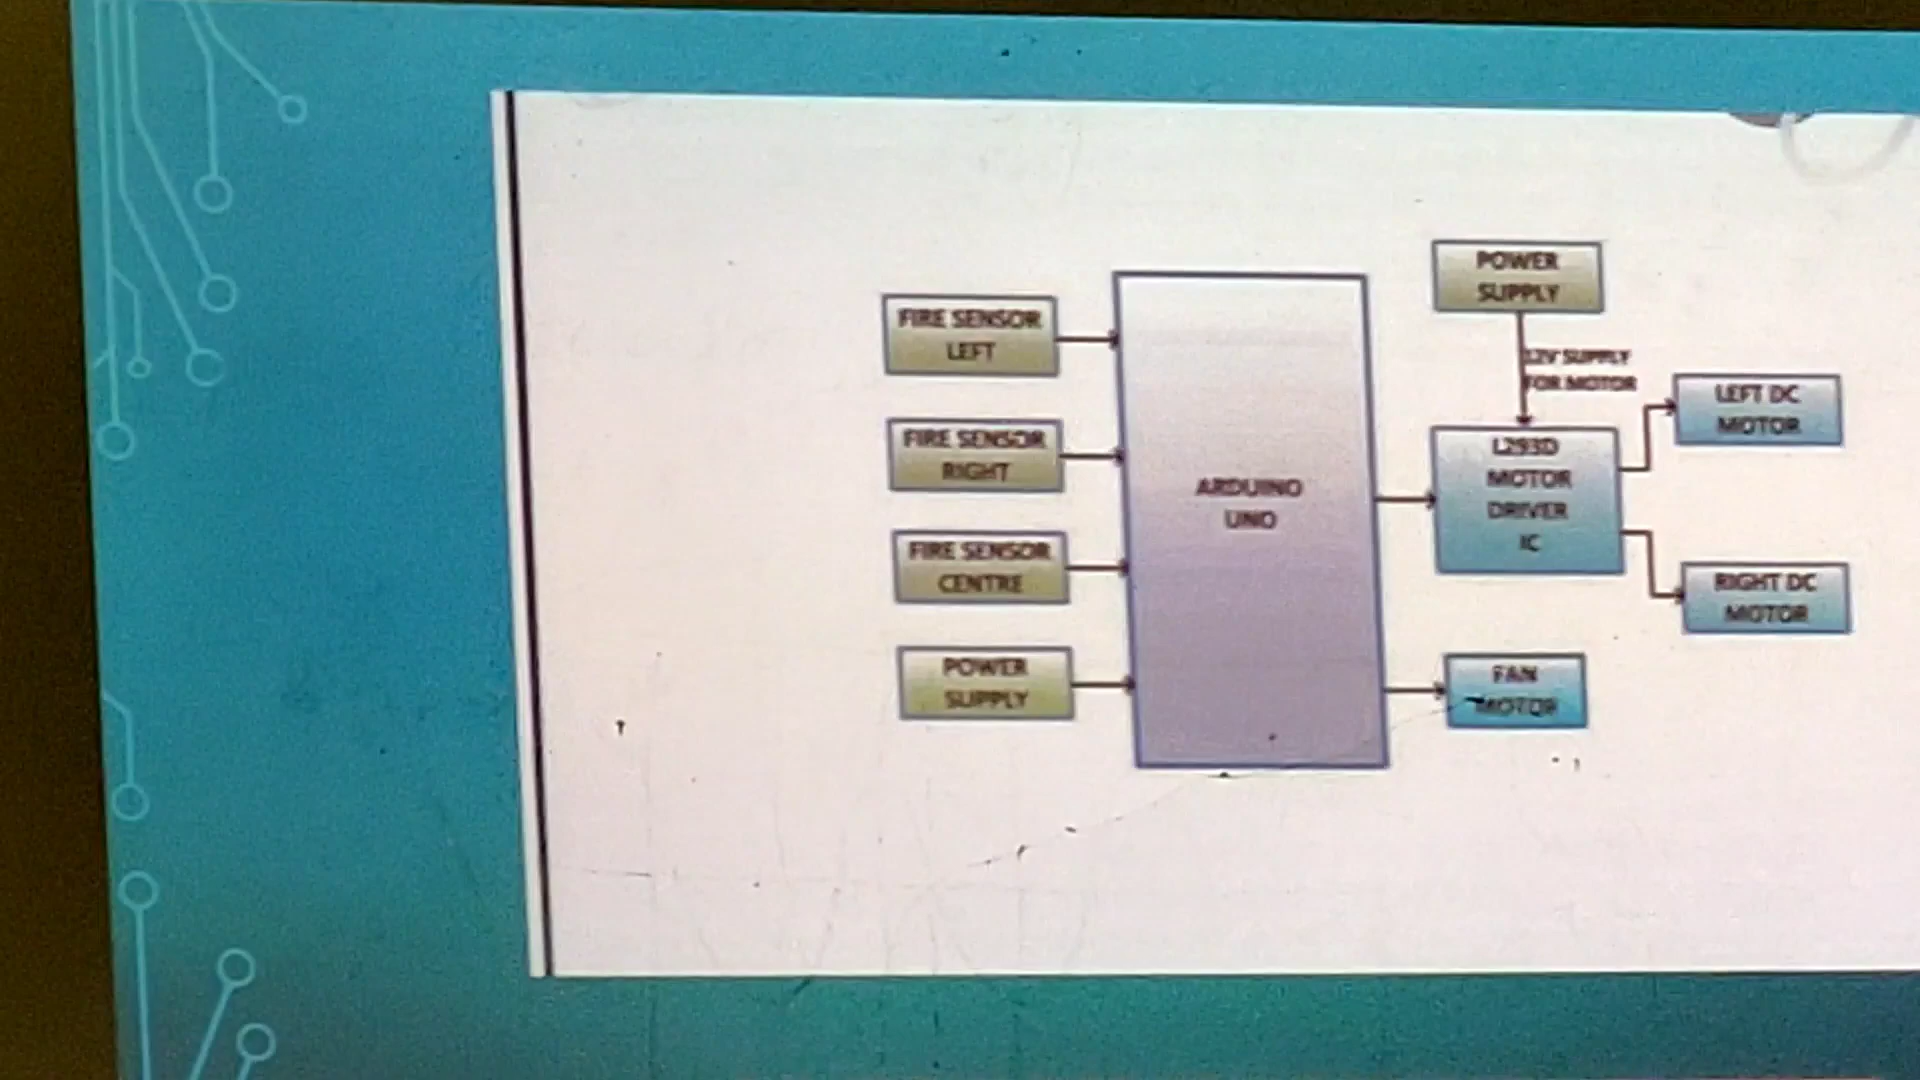 FIRE SENSOR
LEFT
FIRE SENSOR
RIGHT
FIRE SENSOR
CENTRE
POWER
SUPPLY
ARDUINO
UNO
POWER
SUPPLY
12V SUPPLY
FOR MOTOR
L293D
MOTOR
DRIVER
IC
LEFT DC
MOTOR
RIGHT DC
MOTOR
FAN
MOTOR